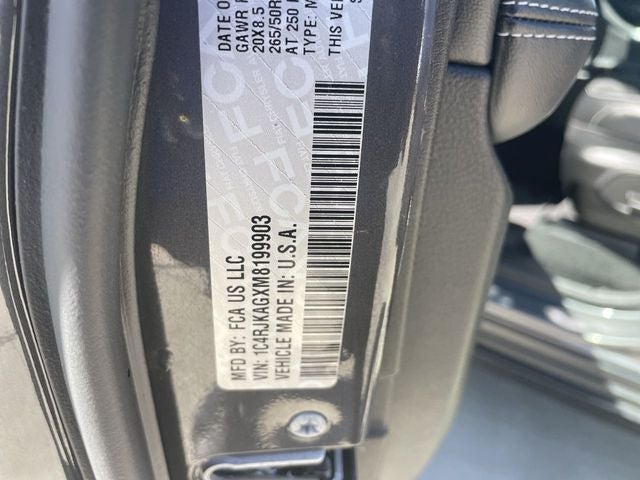 MFD BY: FCA US LLC
DATE O
VIN: 1C4RJKAGXM8199903
GAWR
VEHICLE MADE IN: U.S.A.
20X8.5
265/50R
AT 250
TYPE: M
THIS VE